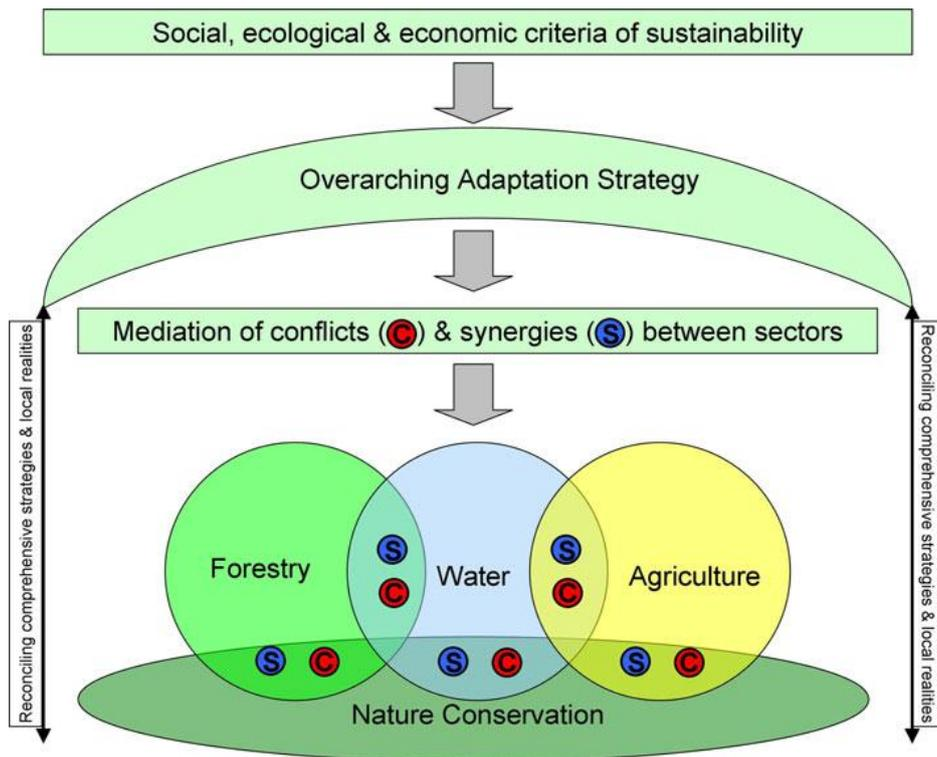 Social, ecological & economic criteria of sustainability
Overarching Adaptation Strategy
Mediation of conflicts (C) & synergies (S) between sectors
Reconciling comprehensive strategies & local realities
Reconciling comprehensive strategies & local realities
S
S
C
C
Forestry
Water
Agriculture
S C
S C
S C
Nature Conservation